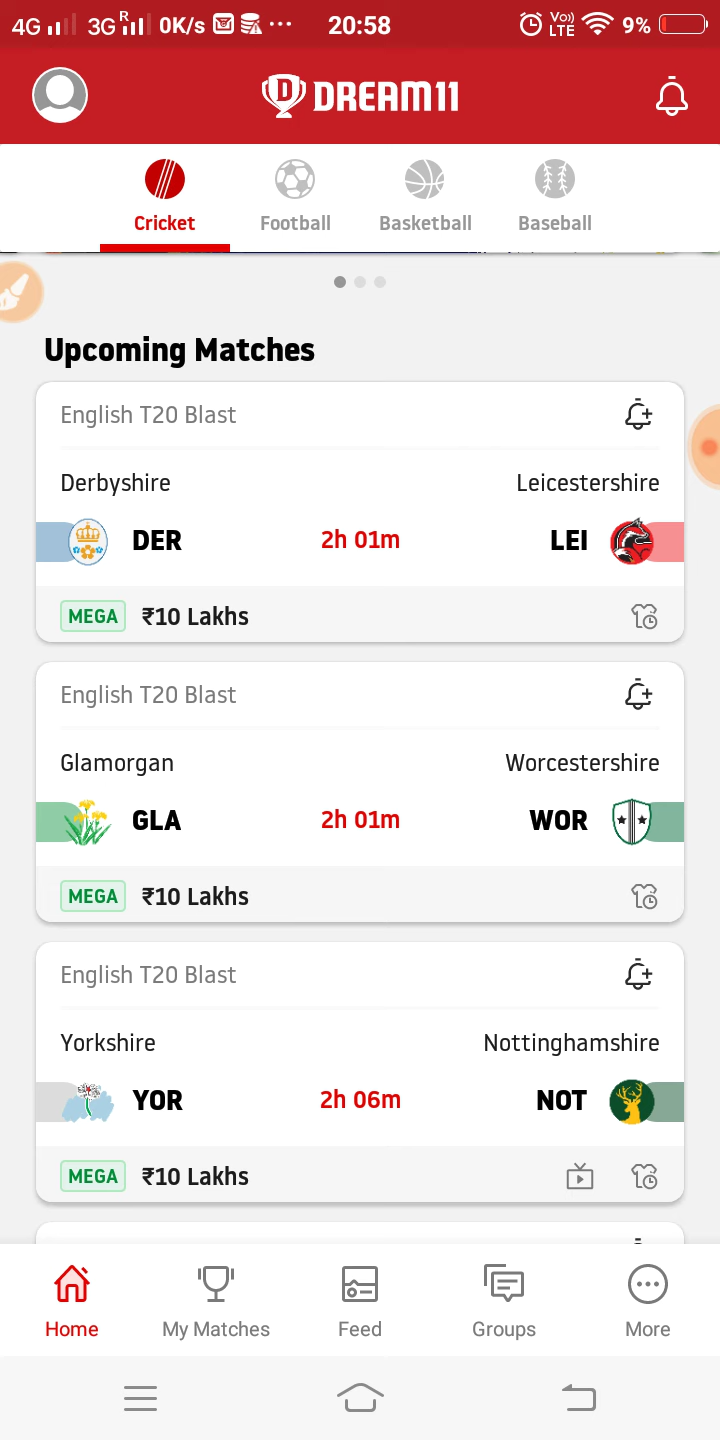 4G 3G R 0K/s 20:58 Vo) LTE 9%
DREAM11
Cricket Football Basketball Baseball
Upcoming Matches
English T20 Blast
Derbyshire Leicestershire
DER 2h 01m LEI
MEGA ₹10 Lakhs
English T20 Blast
Glamorgan Worcestershire
GLA 2h 01m WOR
MEGA ₹10 Lakhs
English T20 Blast
Yorkshire Nottinghamshire
YOR 2h 06m NOT
MEGA ₹10 Lakhs
Home My Matches Feed Groups More